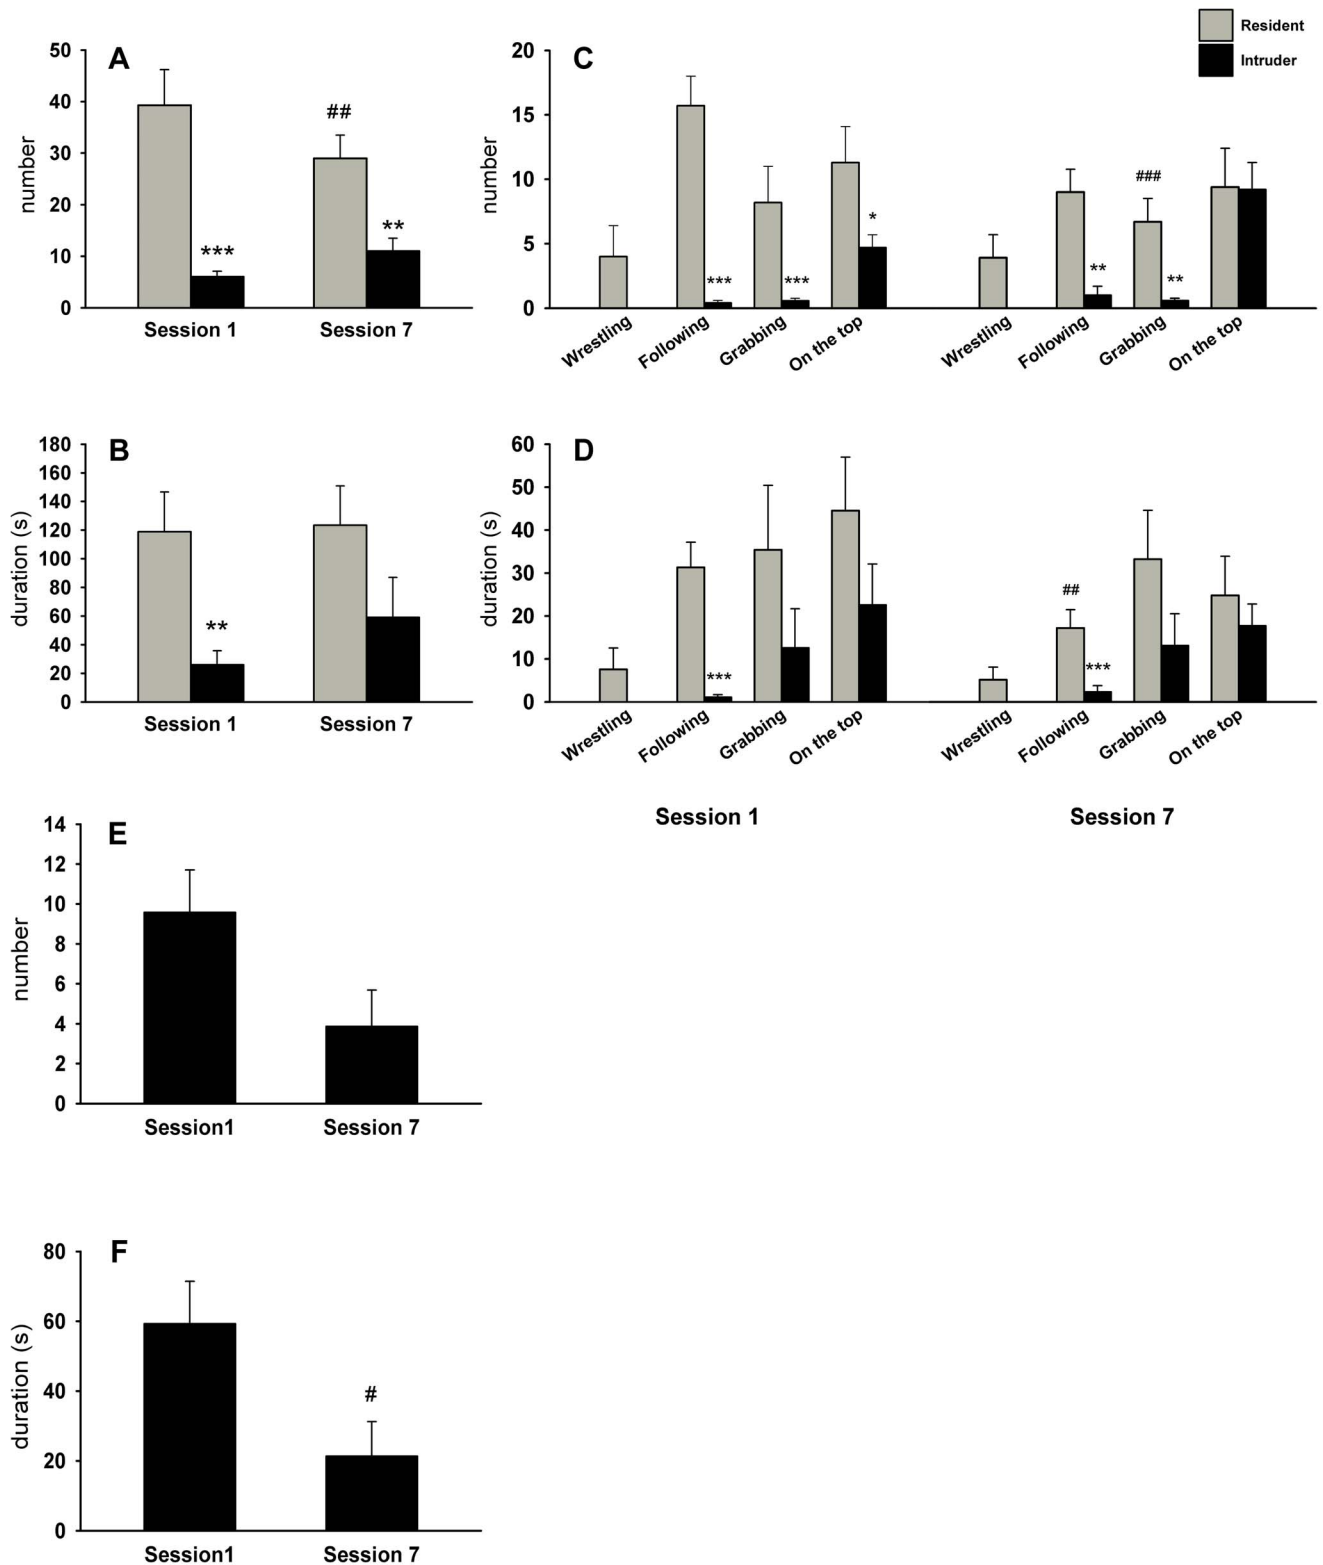 Resident
Intruder
A
number
50
40
30
20
10
0
***
##
**
Session 1
Session 7
C
number
20
15
10
5
0
***
***
*
**
###
**
Wrestling
Following
Grabbing
On the top
Wrestling
Following
Grabbing
On the top
B
duration (s)
180
160
140
120
100
80
60
40
20
0
**
Session 1
Session 7
D
duration (s)
60
50
40
30
20
10
0
***
##
***
Wrestling
Following
Grabbing
On the top
Wrestling
Following
Grabbing
On the top
Session 1
Session 7
E
number
14
12
10
8
6
4
2
0
Session1
Session 7
F
duration (s)
80
60
40
20
0
#
Session1
Session 7